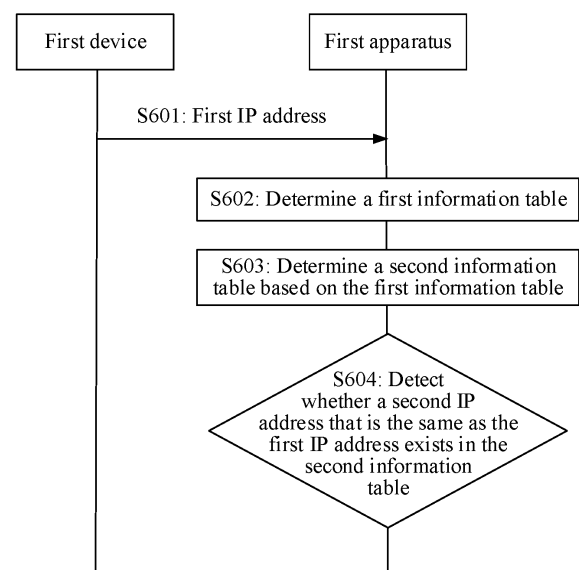 First device
First apparatus
S601: First IP address
S602: Determine a first information table
S603: Determine a second information
table based on the first information table
S604: Detect
whether a second IP
address that is the same as the
first IP address exists in the
second information
table